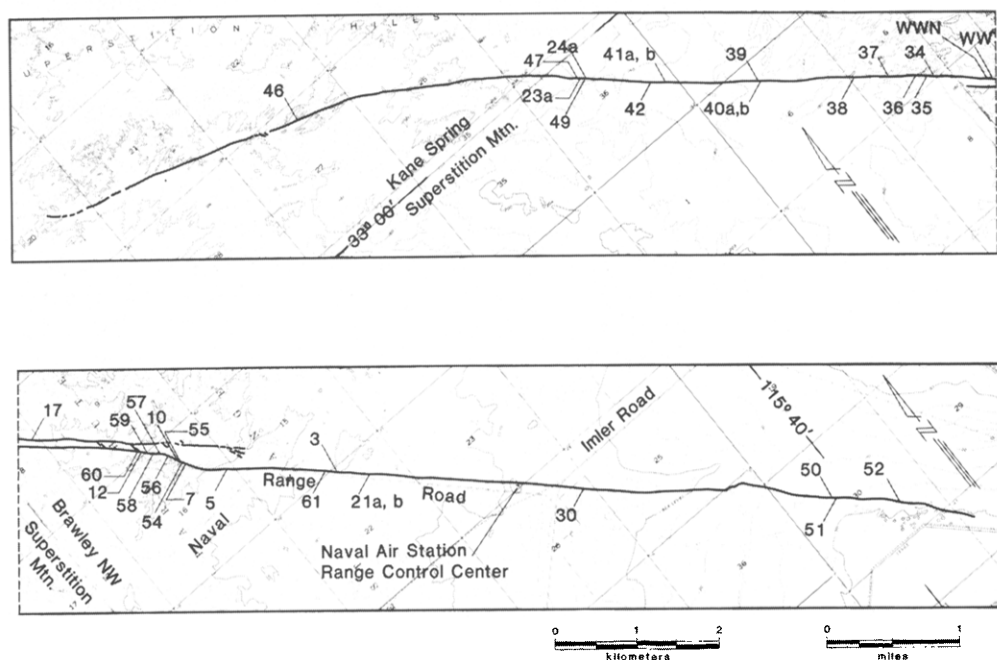 UPERSTITION HILLS
WWN
WW
24a
47
41a, b
39
37
34
46
23a
49
42
40a,b
38
36
35
Kane Spring
Superstition Mtn.
33° 00'
17
57
59
10
55
3
Imler Road
115° 40'
50
52
60
12
58
56
54
7
5
Naval
Range
61
21a, b
Road
30
51
Brawley NW
Superstition
Mtn.
Naval Air Station
Range Control Center
0 1 2
kilometers
0 1
miles